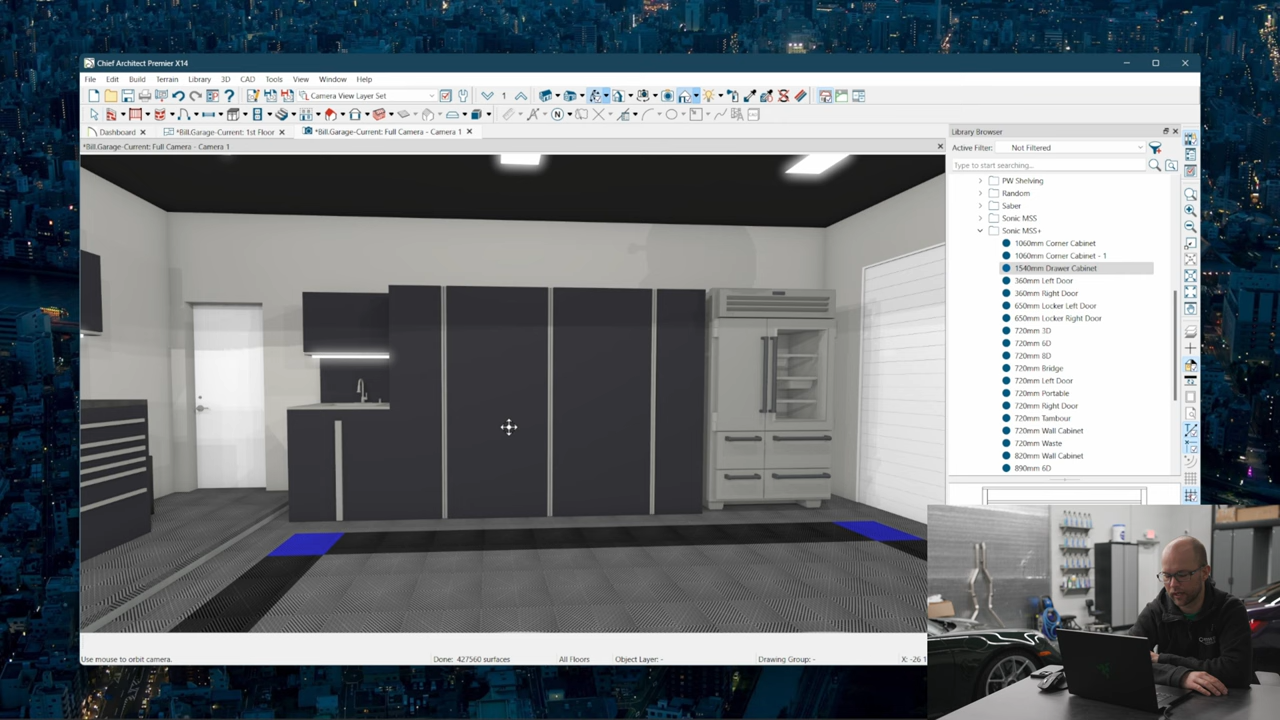 Chief Architect Premier X14
File Edit Build Terrain Library 3D CAD Tools View Window Help
Camera View Layer Set
1
N
Dashboard
*Bill.Garage-Current: 1st Floor
*Bill.Garage-Current: Full Camera - Camera 1
*Bill.Garage-Current: Full Camera - Camera 1
Library Browser
Active Filter: Not Filtered
Type to start searching...
PW Shelving
Random
Saber
Sonic MSS
Sonic MSS+
1060mm Corner Cabinet
1060mm Corner Cabinet - 1
1540mm Drawer Cabinet
360mm Left Door
360mm Right Door
650mm Locker Left Door
650mm Locker Right Door
720mm 3D
720mm 6D
720mm 8D
720mm Bridge
720mm Left Door
720mm Portable
720mm Right Door
720mm Tambour
720mm Wall Cabinet
720mm Waste
820mm Wall Cabinet
890mm 6D
Use mouse to orbit camera.
Done: 427560 surfaces
All Floors
Object Layer: -
Drawing Group: -
X: -26 1